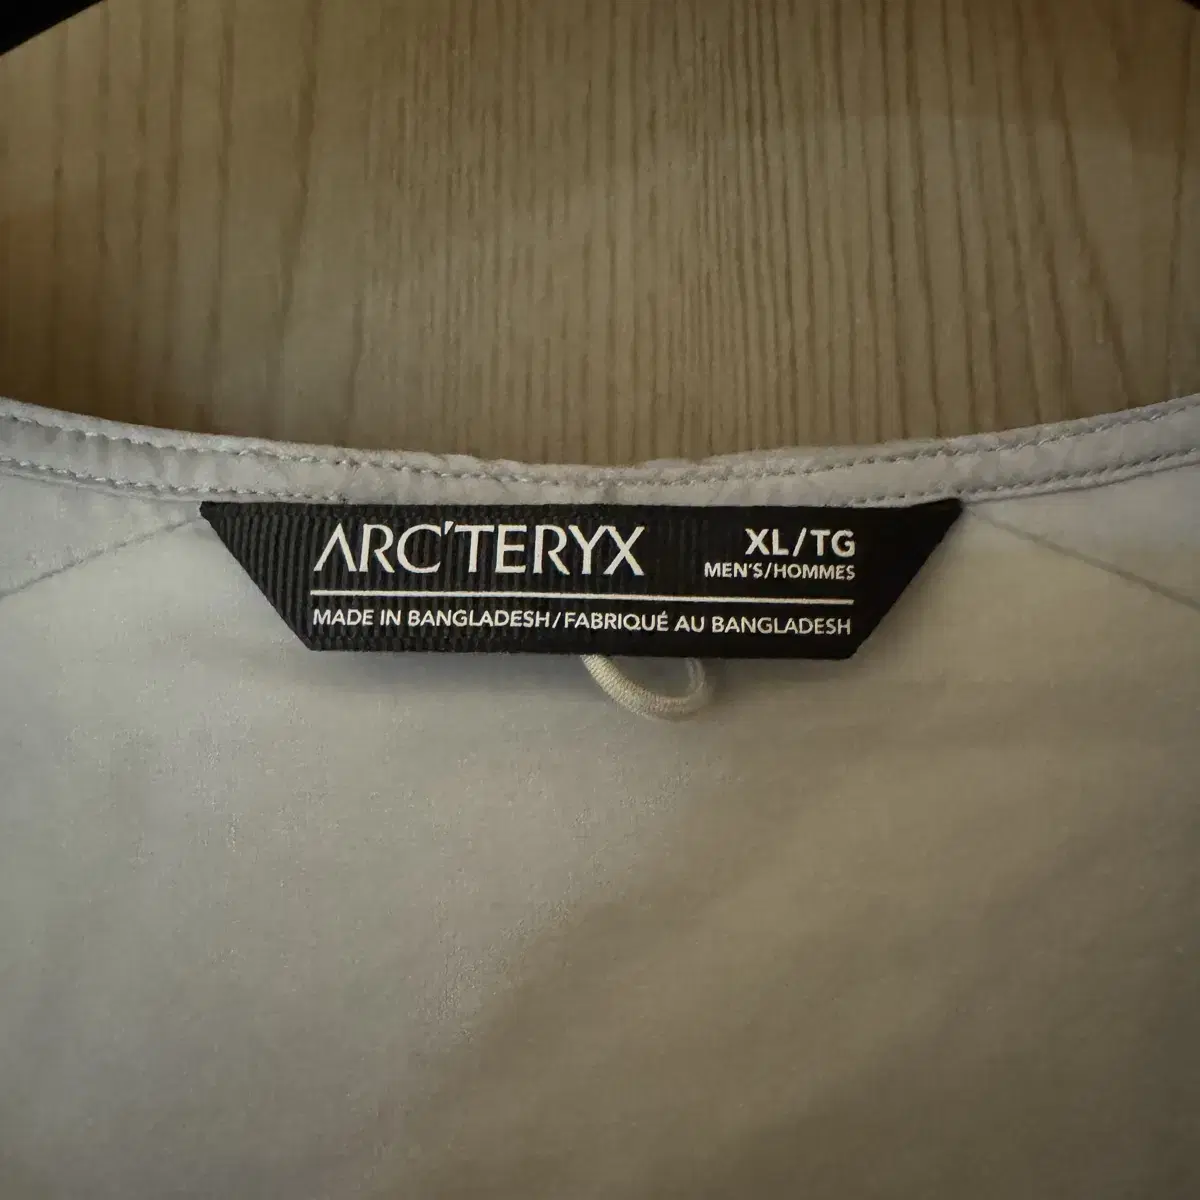 ARC'TERYX
XL/TG
MEN'S/HOMMES
MADE IN BANGLADESH/FABRIQUÉ AU BANGLADESH